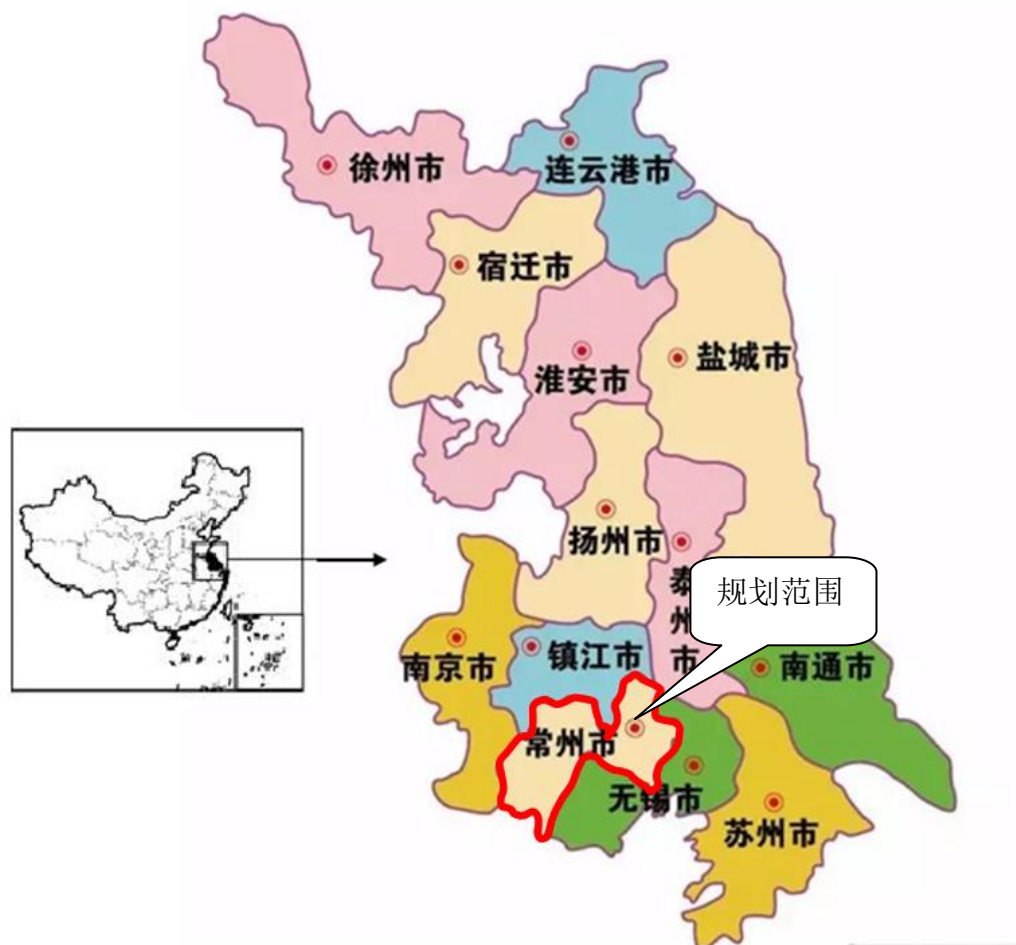 徐州市
连云港市
宿迁市
盐城市
淮安市
扬州市
泰州市
规划范围
镇江市
南京市
南通市
常州市
无锡市
苏州市